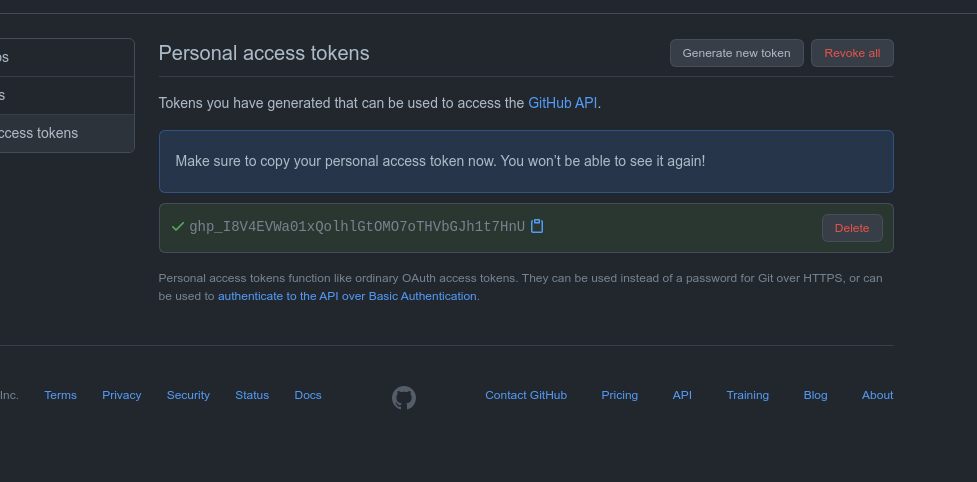 ps
Personal access tokens
Generate new token
Revoke all
s
ccess tokens
Tokens you have generated that can be used to access the GitHub API.
Make sure to copy your personal access token now. You won't be able to see it again!
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
Delete
Personal access tokens function like ordinary OAuth access tokens. They can be used instead of a password for Git over HTTPS, or can
be used to authenticate to the API over Basic Authentication.
Inc. Terms Privacy Security Status Docs Contact GitHub Pricing API Training Blog About